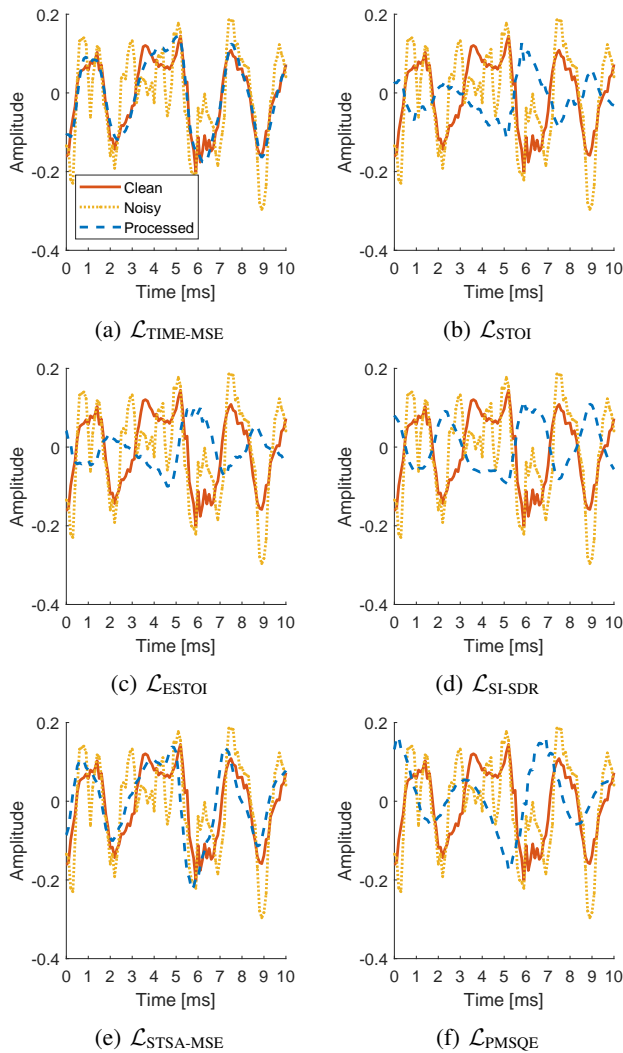 0.2
0
-0.2
-0.4
Amplitude
Clean
Noisy
Processed
0 1 2 3 4 5 6 7 8 9 10
Time [ms]
(a) ℒTIME-MSE
0.2
0
-0.2
-0.4
Amplitude
0 1 2 3 4 5 6 7 8 9 10
Time [ms]
(b) ℒSTOI
0.2
0
-0.2
-0.4
Amplitude
0 1 2 3 4 5 6 7 8 9 10
Time [ms]
(c) ℒESTOI
0.2
0
-0.2
-0.4
Amplitude
0 1 2 3 4 5 6 7 8 9 10
Time [ms]
(d) ℒSI-SDR
0.2
0
-0.2
-0.4
Amplitude
0 1 2 3 4 5 6 7 8 9 10
Time [ms]
(e) ℒSTSA-MSE
0.2
0
-0.2
-0.4
Amplitude
0 1 2 3 4 5 6 7 8 9 10
Time [ms]
(f) ℒPMSQE